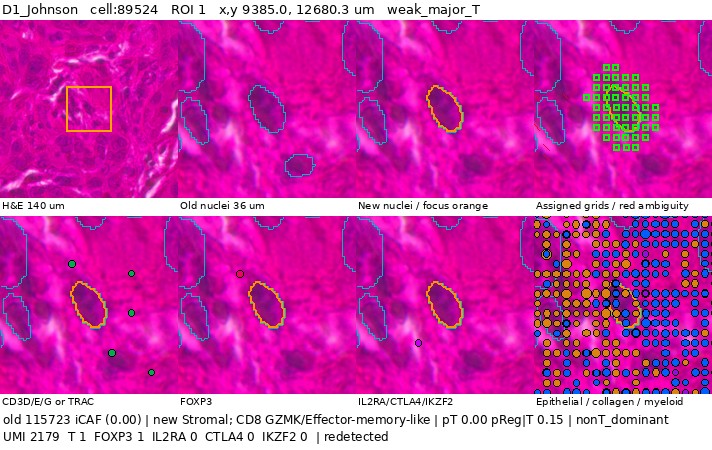 D1_Johnson   cell:89524   ROI 1   x,y 9385.0, 12680.3 um   weak_major_T
H&E 140 um
Old nuclei 36 um
New nuclei / focus orange
Assigned grids / red ambiguity
CD3D/E/G or TRAC
FOXP3
IL2RA/CTLA4/IKZF2
Epithelial / collagen / myeloid
old 115723 iCAF (0.00) | new Stromal; CD8 GZMK/Effector-memory-like | pT 0.00 pReg|T 0.15 | nonT_dominant
UMI 2179  T 1  FOXP3 1  IL2RA 0  CTLA4 0  IKZF2 0  | redetected